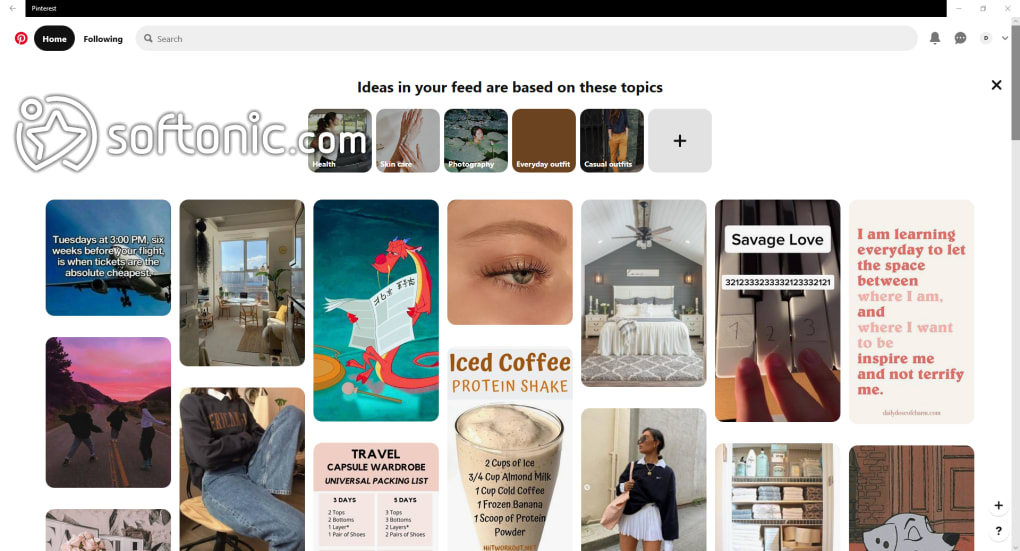 Pinterest
Home
Following
Search
D
Ideas in your feed are based on these topics
softonic.com
Health
Skin care
Photography
Everyday outfit
Casual outfits
Tuesdays at 3:00 PM, six
weeks before your flight,
is when tickets are the
absolute cheapest.
Savage Love
321233323333213233321
I am learning
everyday to let
the space
between
where I am,
and
where I want
to be
inspire me
and not terrify
me.
dailydoseofcharm.com
Iced Coffee
PROTEIN SHAKE
2 Cups of Ice
3/4 Cup Almond Milk
1 Cup Cold Coffee
1 Frozen Banana
1 Scoop of Protein
Powder
HIITWORKOUT.NET
TRAVEL
CAPSULE WARDROBE
UNIVERSAL PACKING LIST
3 DAYS
5 DAYS
2 Tops
2 Bottoms
1 Layer*
1 Pair of Shoes
3 Tops
3 Bottoms
2 Layers*
2 Pairs of Shoes
1
2
3
+
?